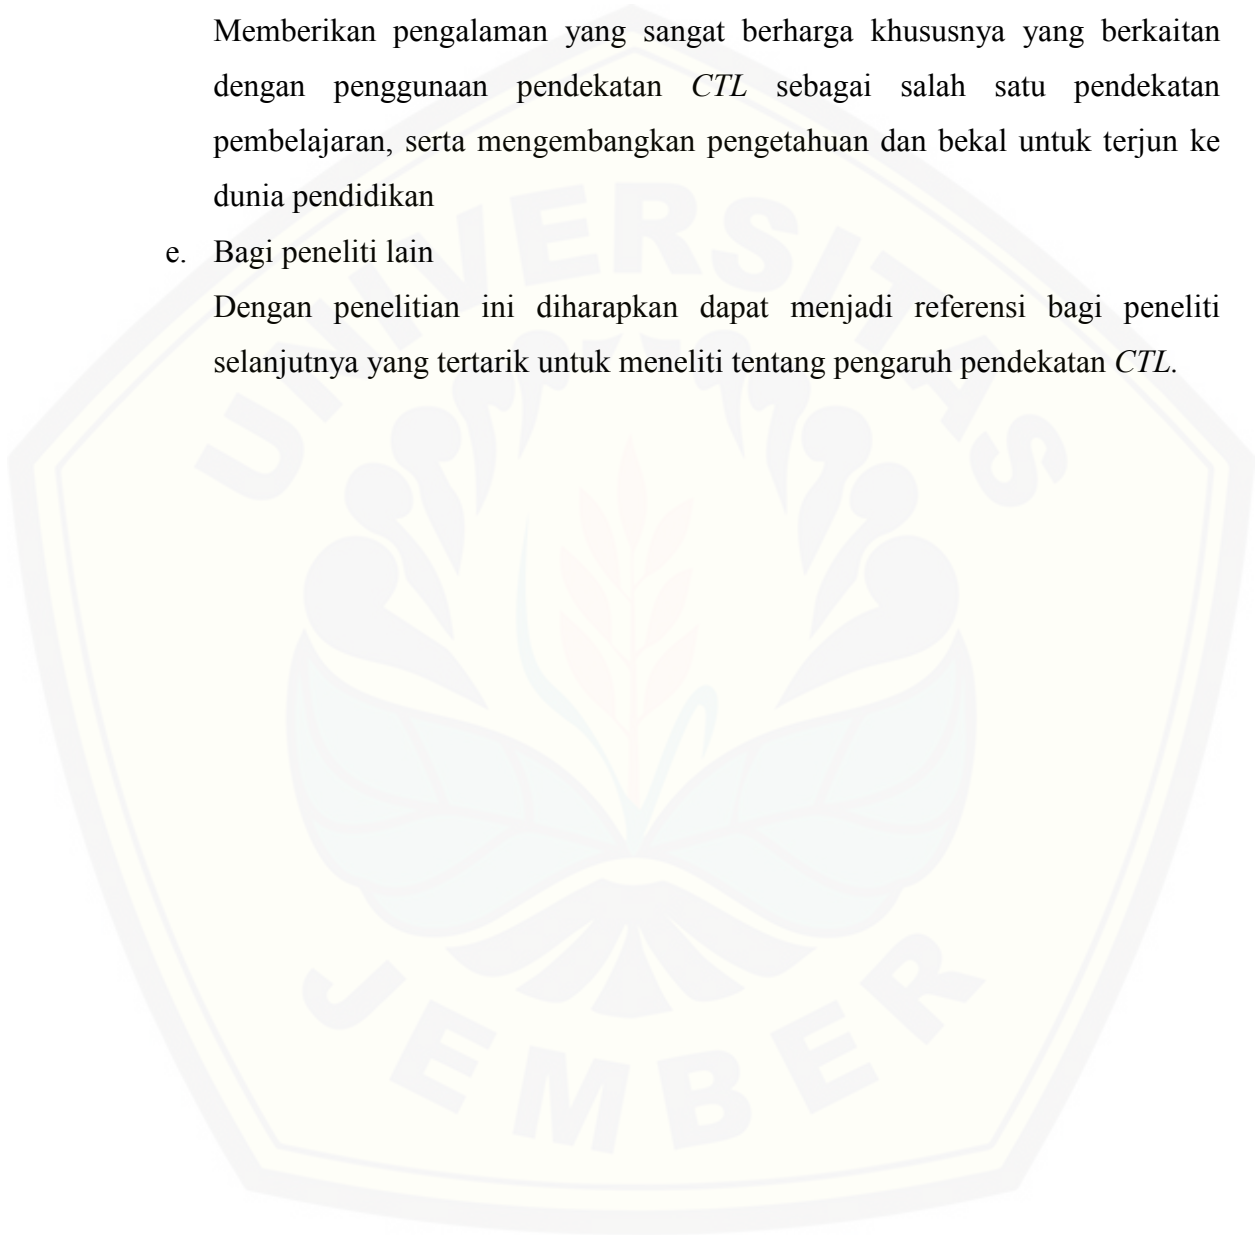 Memberikan pengalaman yang sangat berharga khususnya yang berkaitan
dengan penggunaan pendekatan CTL sebagai salah satu pendekatan
pembelajaran, serta mengembangkan pengetahuan dan bekal untuk terjun ke
dunia pendidikan
e. Bagi peneliti lain
Dengan penelitian ini diharapkan dapat menjadi referensi bagi peneliti
selanjutnya yang tertarik untuk meneliti tentang pengaruh pendekatan CTL.
UNIVERSITAS
JEMBER